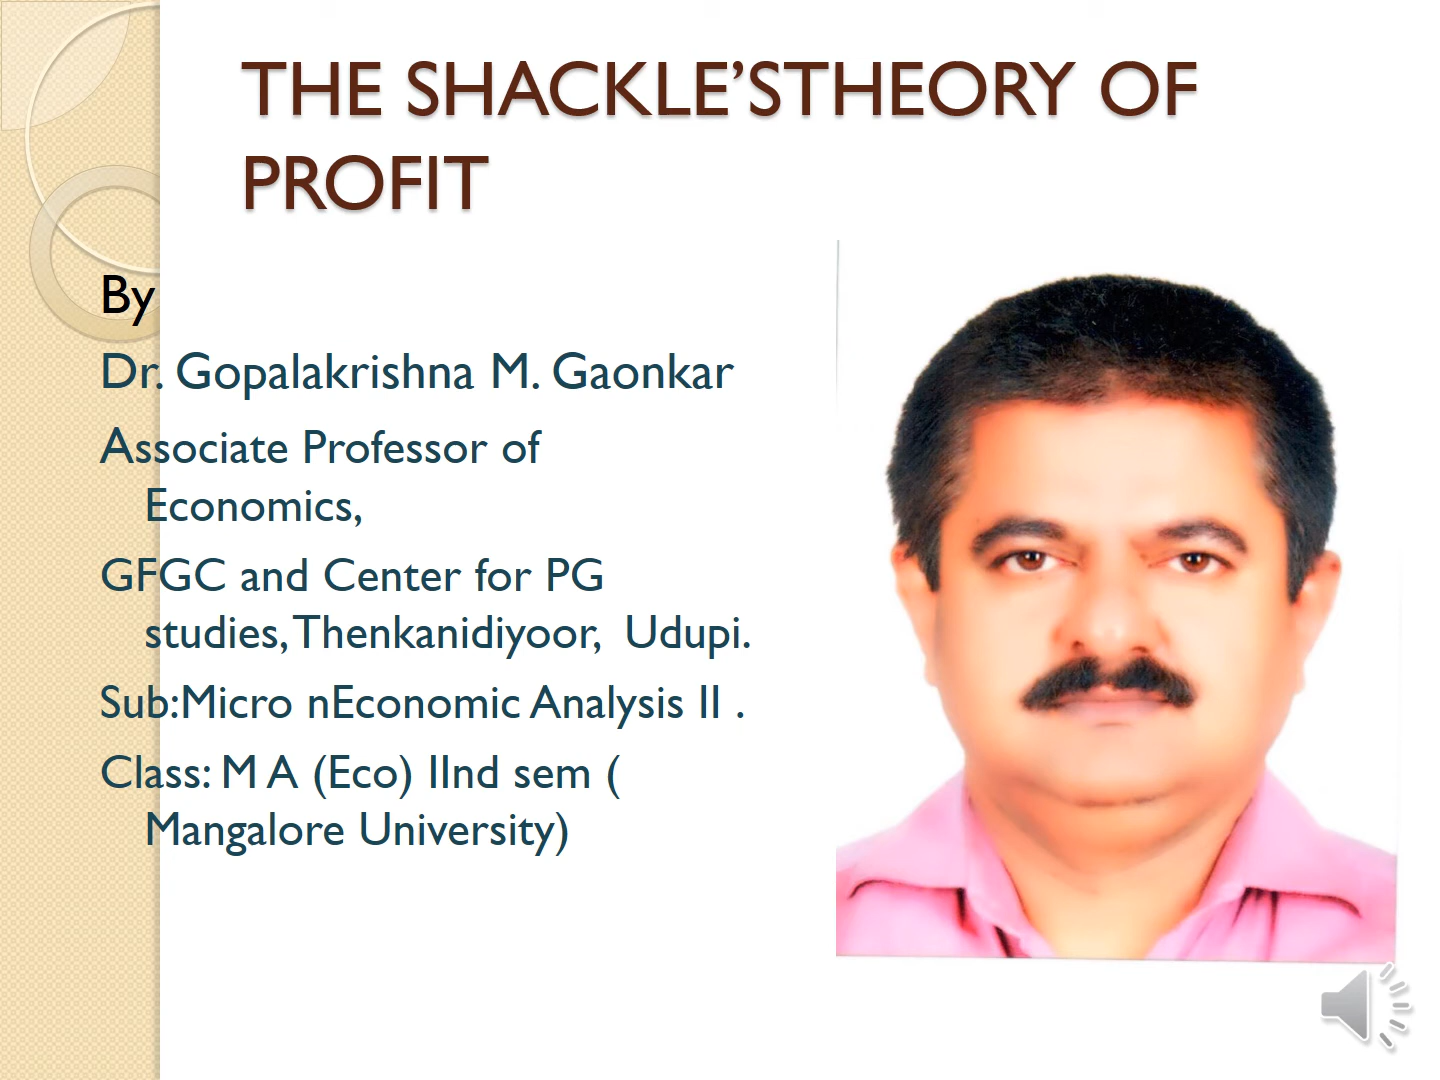 THE SHACKLE’STHEORY OF
PROFIT
By
Dr. Gopalakrishna M. Gaonkar
Associate Professor of
Economics,
GFGC and Center for PG
studies,Thenkanidiyoor, Udupi.
Sub:Micro nEconomic Analysis II .
Class: M A (Eco) IInd sem (
Mangalore University)